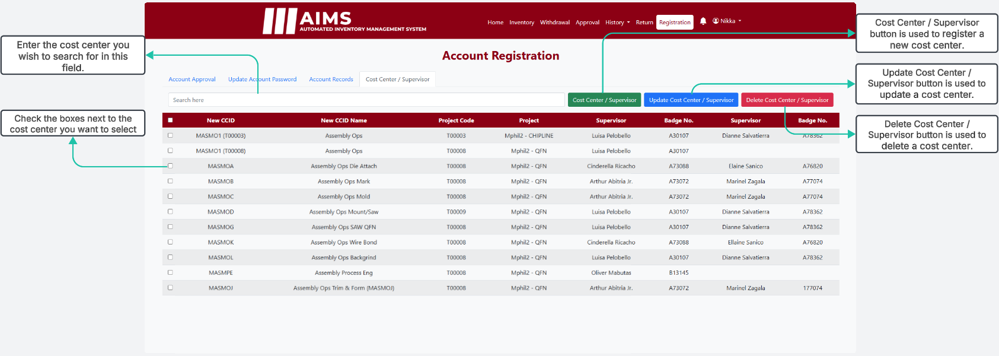 AIMS
AUTOMATED INVENTORY MANAGEMENT SYSTEM
Home Inventory Withdrawal Approval History Return Registration Nikka
Cost Center / Supervisor
button is used to register a
new cost center.
Enter the cost center you
wish to search for in this
field.
Account Registration
Update Cost Center /
Supervisor button is used to
update a cost center.
Account Approval Update Account Password Account Records Cost Center / Supervisor
Search here Cost Center / Supervisor Update Cost Center / Supervisor Delete Cost Center / Supervisor
Check the boxes next to the
cost center you want to select
Delete Cost Center /
Supervisor button is used to
delete a cost center.
New CCID New CCID Name Project Code Project Supervisor Badge No. Supervisor Badge No.
MASMO1 (T00003) Assembly Ops T00003 Mphil2 - CHIPLINE Luisa Pelobello A30107 Dianne Salvatierra A78362
MASMO1 (T00008) Assembly Ops T00008 Mphil2 - QFN Luisa Pelobello A30107
MASMOA Assembly Ops Die Attach T00008 Mphil2 - QFN Cinderella Ricacho A73088 Elaine Sanico A76820
MASMOB Assembly Ops Mark T00008 Mphil2 - QFN Arthur Abitria Jr. A73072 Marinel Zagala A77074
MASMOC Assembly Ops Mold T00008 Mphil2 - QFN Arthur Abitria Jr. A73072 Marinel Zagala A77074
MASMOD Assembly Ops Mount/Saw T00009 Mphil2 - QFN Luisa Pelobello A30107 Dianne Salvatierra A78362
MASMOG Assembly Ops SAW QFN T00008 Mphil2 - QFN Luisa Pelobello A30107 Dianne Salvatierra A78362
MASMOK Assembly Ops Wire Bond T00008 Mphil2 - QFN Cinderella Ricacho A73088 Ellaine Sanico A76820
MASMOL Assembly Ops Backgrind T00008 Mphil2 - QFN Luisa Pelobello A30107 Dianne Salvatierra A78362
MASMPE Assembly Process Eng T00008 Mphil2 - QFN Oliver Mabutas B13145
MASMOJ Assembly Ops Trim & Form (MASMOJ) T00008 Mphil2 - QFN Arthur Abitria Jr. A73072 Marinel Zagala 177074